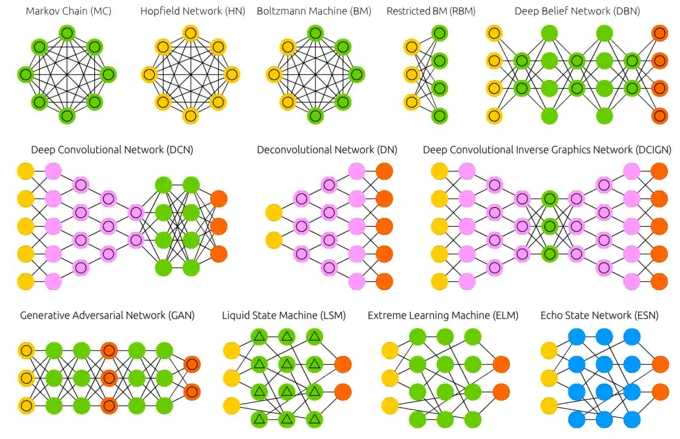 Markov Chain (MC)
Hopfield Network (HN)
Boltzmann Machine (BM)
Restricted BM (RBM)
Deep Belief Network (DBN)
Deep Convolutional Network (DCN)
Deconvolutional Network (DN)
Deep Convolutional Inverse Graphics Network (DCIGN)
Generative Adversarial Network (GAN)
Liquid State Machine (LSM)
Extreme Learning Machine (ELM)
Echo State Network (ESN)